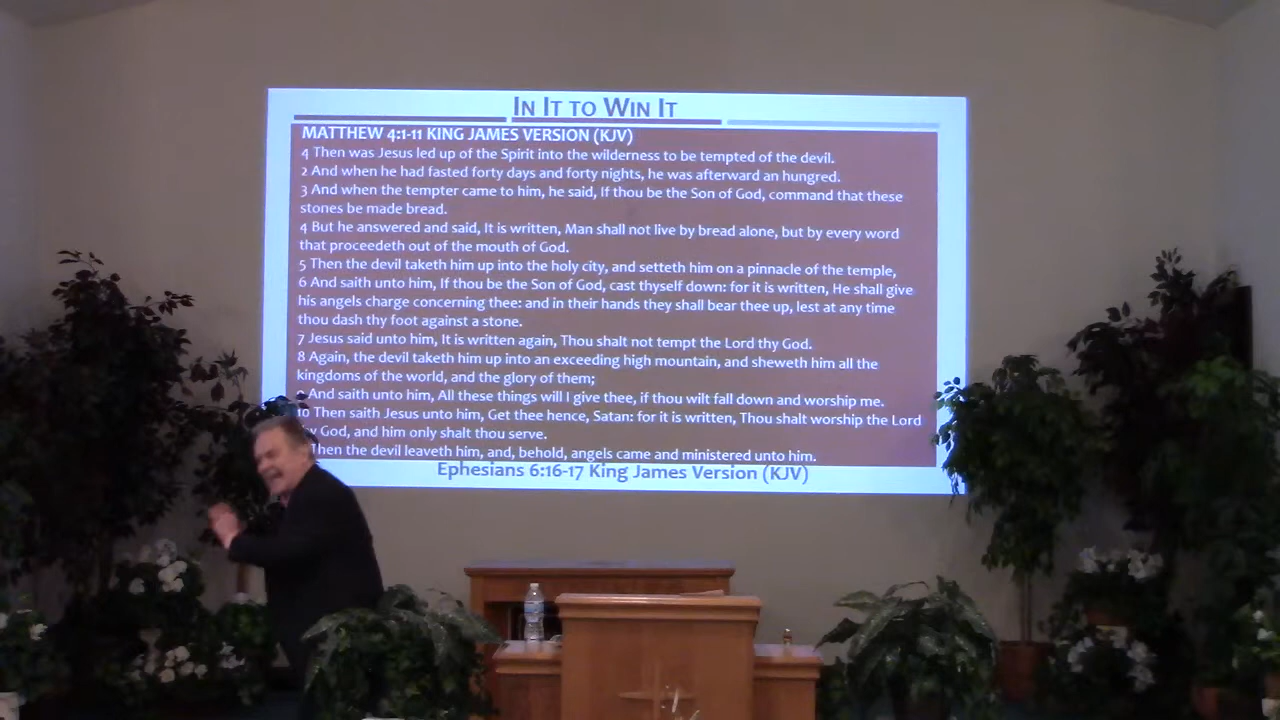 IN IT TO WIN IT
MATTHEW 4:1-11 KING JAMES VERSION (KJV)
4 Then was Jesus led up of the Spirit into the wilderness to be tempted of the devil.
2 And when he had fasted forty days and forty nights, he was afterward an hungred.
3 And when the tempter came to him, he said, If thou be the Son of God, command that these
stones be made bread.
4 But he answered and said, It is written, Man shall not live by bread alone, but by every word
that proceedeth out of the mouth of God.
5 Then the devil taketh him up into the holy city, and setteth him on a pinnacle of the temple,
6 And saith unto him, If thou be the Son of God, cast thyself down: for it is written, He shall give
his angels charge concerning thee: and in their hands they shall bear thee up, lest at any time
thou dash thy foot against a stone.
7 Jesus said unto him, It is written again, Thou shalt not tempt the Lord thy God.
8 Again, the devil taketh him up into an exceeding high mountain, and sheweth him all the
kingdoms of the world, and the glory of them;
And saith unto him, All these things will I give thee, if thou wilt fall down and worship me.
10 Then saith Jesus unto him, Get thee hence, Satan: for it is written, Thou shalt worship the Lord
God, and him only shalt thou serve.
Then the devil leaveth him, and, behold, angels came and ministered unto him.
Ephesians 6:16-17 King James Version (KJV)